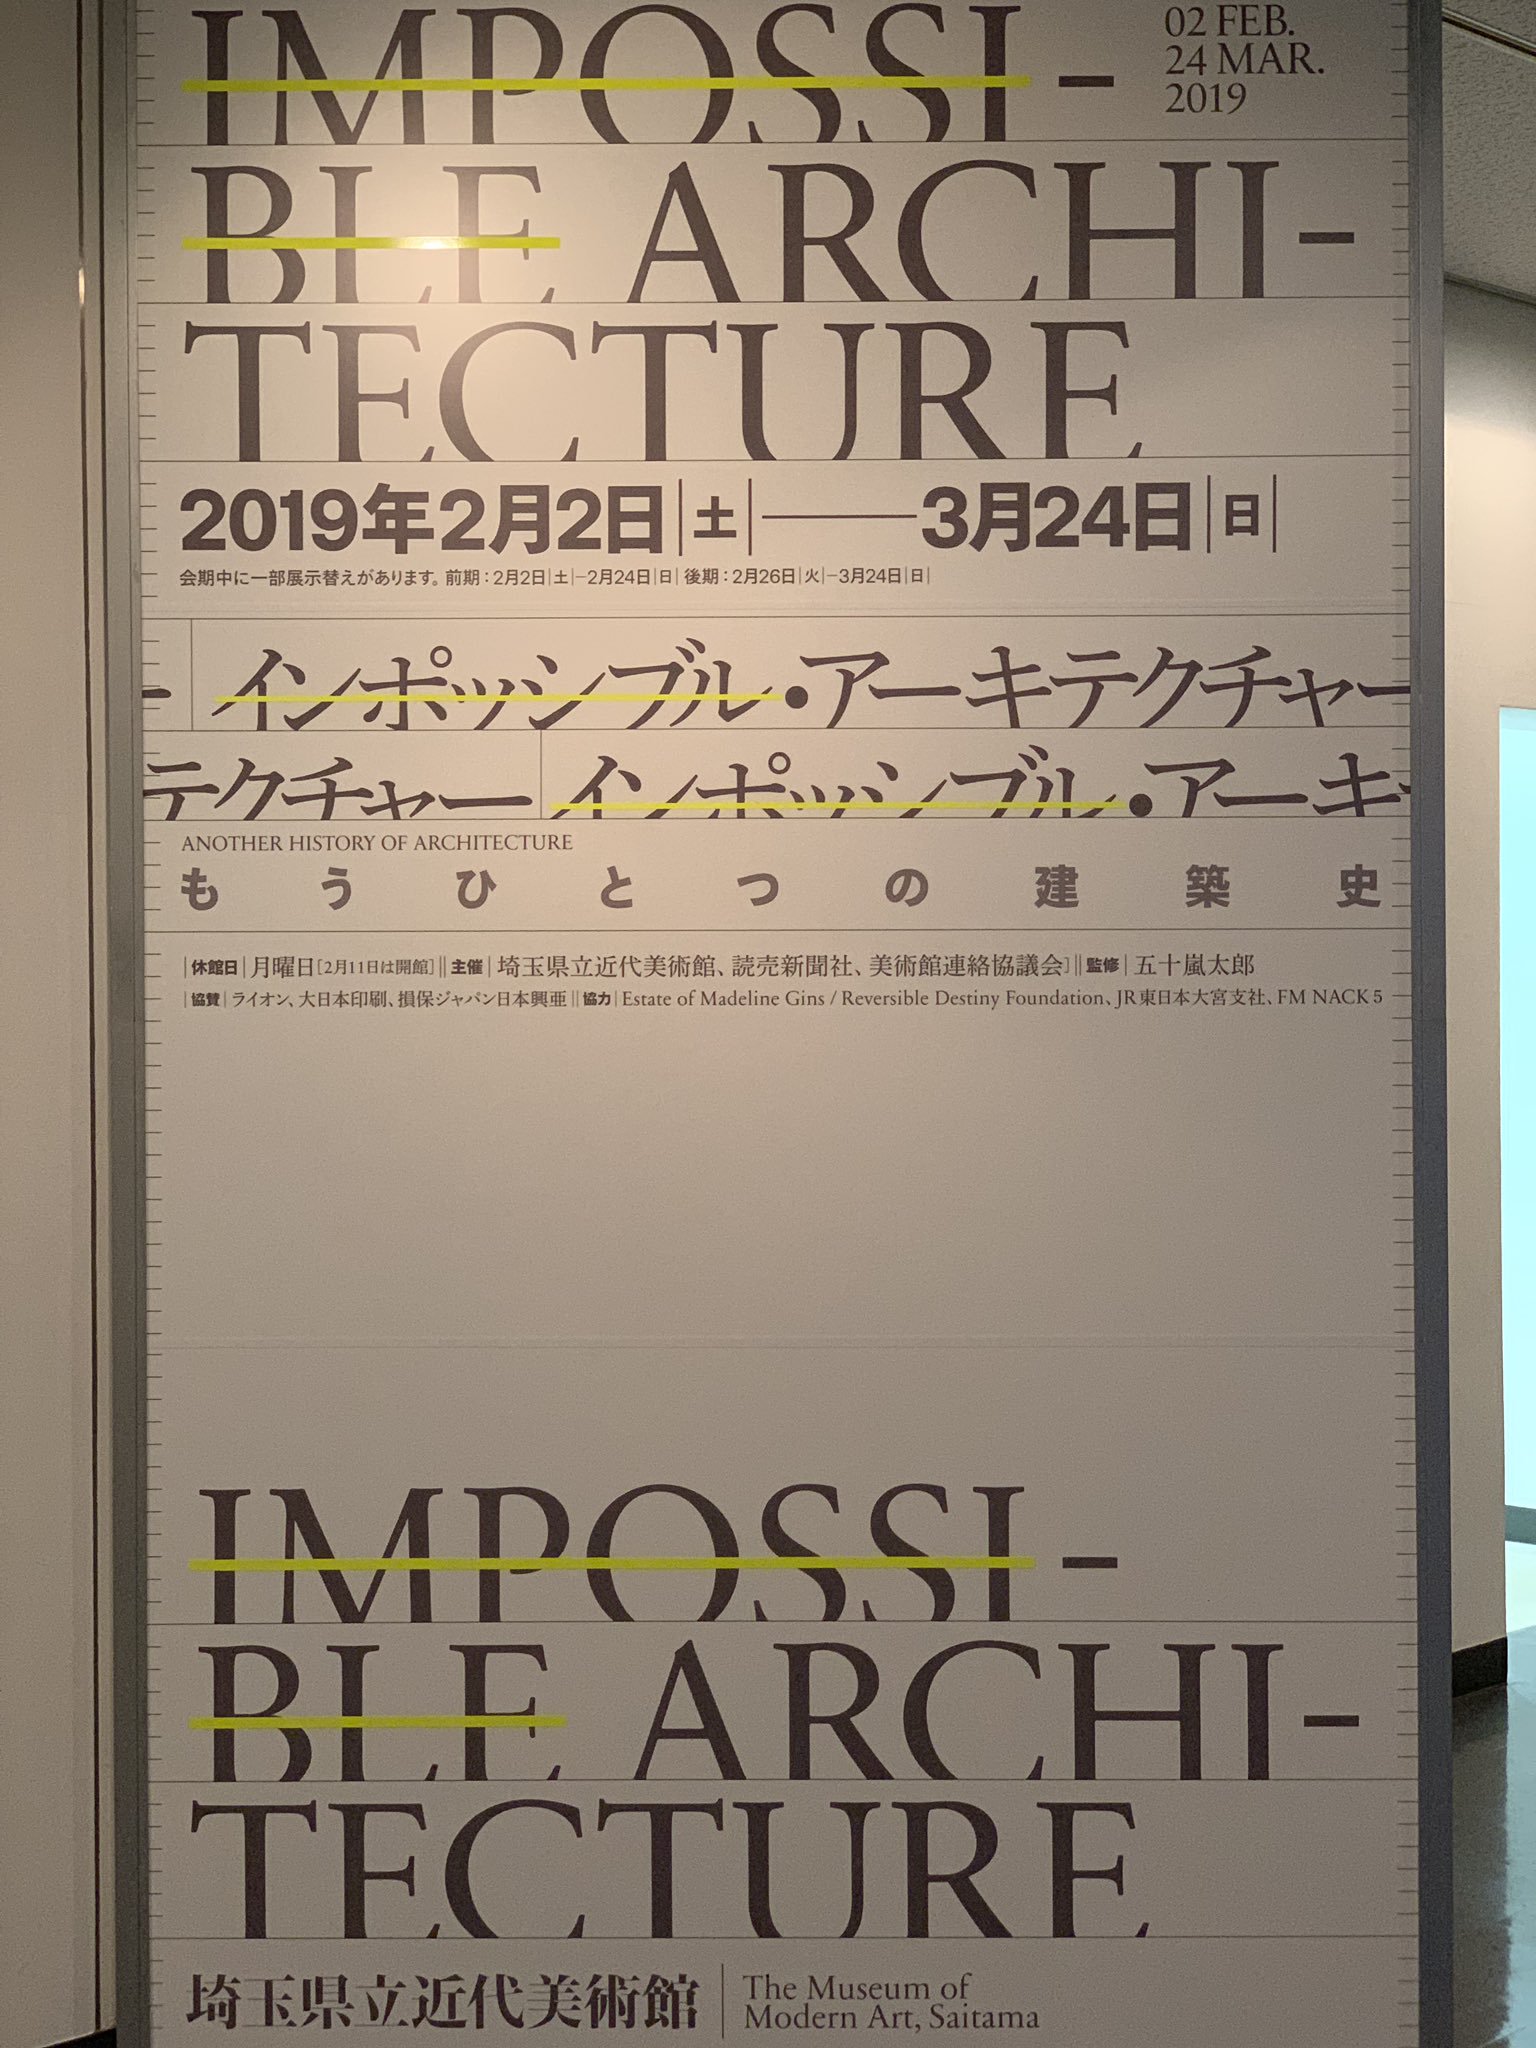 IMPOSSI-
02 FEB.
24 MAR.
2019
BLE ARCHI-
TECTURE
2019年2月2日|土|——3月24日|日|
会期中に一部展示替えがあります。前期：2月2日|土|–2月24日|日| 後期：2月26日|火|–3月24日|日|
- インポッシブル・アーキテクチャー
テクチャー インポッシブル・アーキ
ANOTHER HISTORY OF ARCHITECTURE
もうひとつの建築史
|休館日|月曜日[2月11日は開館]||主催|埼玉県立近代美術館、読売新聞社、美術館連絡協議会]||監修|五十嵐太郎
|協賛|ライオン、大日本印刷、損保ジャパン日本興亜||協力|Estate of Madeline Gins / Reversible Destiny Foundation、JR東日本大宮支社、FM NACK 5
IMPOSSI-
BLE ARCHI-
TECTURE
埼玉県立近代美術館
The Museum of
Modern Art, Saitama